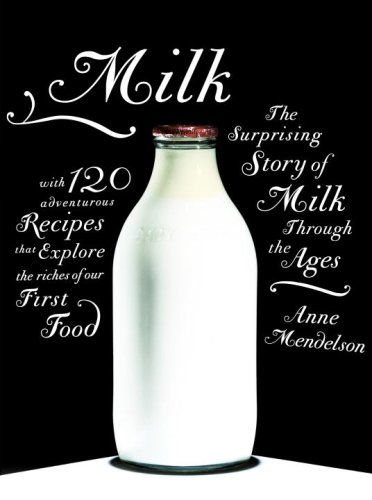 Milk
The
Surprising
Story of
Milk
Through
the
Ages
with 120
adventurous
Recipes
that Explore
the riches of our
First
Food
Anne
Mendelson